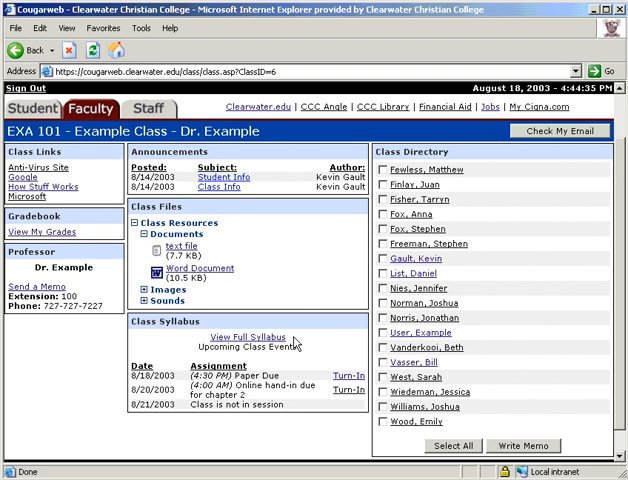 Cougarweb - Clearwater Christian College - Microsoft Internet Explorer provided by Clearwater Christian College
File Edit View Favorites Tools Help
Back
Address https://cougarweb.clearwater.edu/class/class.asp?ClassID=6 Go
Sign Out August 18, 2003 - 4:44:35 PM
Student Faculty Staff Clearwater.edu | CCC Angle | CCC Library | Financial Aid | Jobs | My Cigna.com
EXA 101 - Example Class - Dr. Example Check My Email
Class Links
Anti-Virus Site
Google
How Stuff Works
Microsoft
Gradebook
View My Grades
Professor
Dr. Example
Send a Memo
Extension: 100
Phone: 727-727-7227
Announcements
Posted: Subject: Author:
8/14/2003 Student Info Kevin Gault
8/14/2003 Class Info Kevin Gault
Class Files
Class Resources
Documents
text file
(7.7 KB)
Word Document
(10.5 KB)
Images
Sounds
Class Syllabus
View Full Syllabus
Upcoming Class Events
Date Assignment
8/18/2003 (4:30 PM) Paper Due Turn-In
8/20/2003 (4:00 AM) Online hand-in due for chapter 2 Turn-In
8/21/2003 Class is not in session
Class Directory
Fewless, Matthew
Finlay, Juan
Fisher, Tarryn
Fox, Anna
Fox, Stephen
Freeman, Stephen
Gault, Kevin
List, Daniel
Nies, Jennifer
Norman, Joshua
Norris, Jonathan
User, Example
Vanderkooi, Beth
Vasser, Bill
West, Sarah
Wiedeman, Jessica
Williams, Joshua
Wood, Emily
Select All Write Memo
Done Local intranet